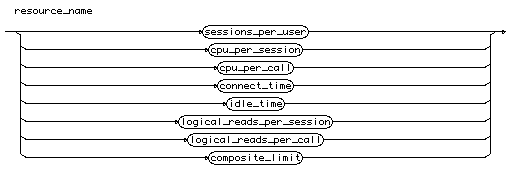 resource_name
sessions_per_user
cpu_per_session
cpu_per_call
connect_time
idle_time
logical_reads_per_session
logical_reads_per_call
composite_limit